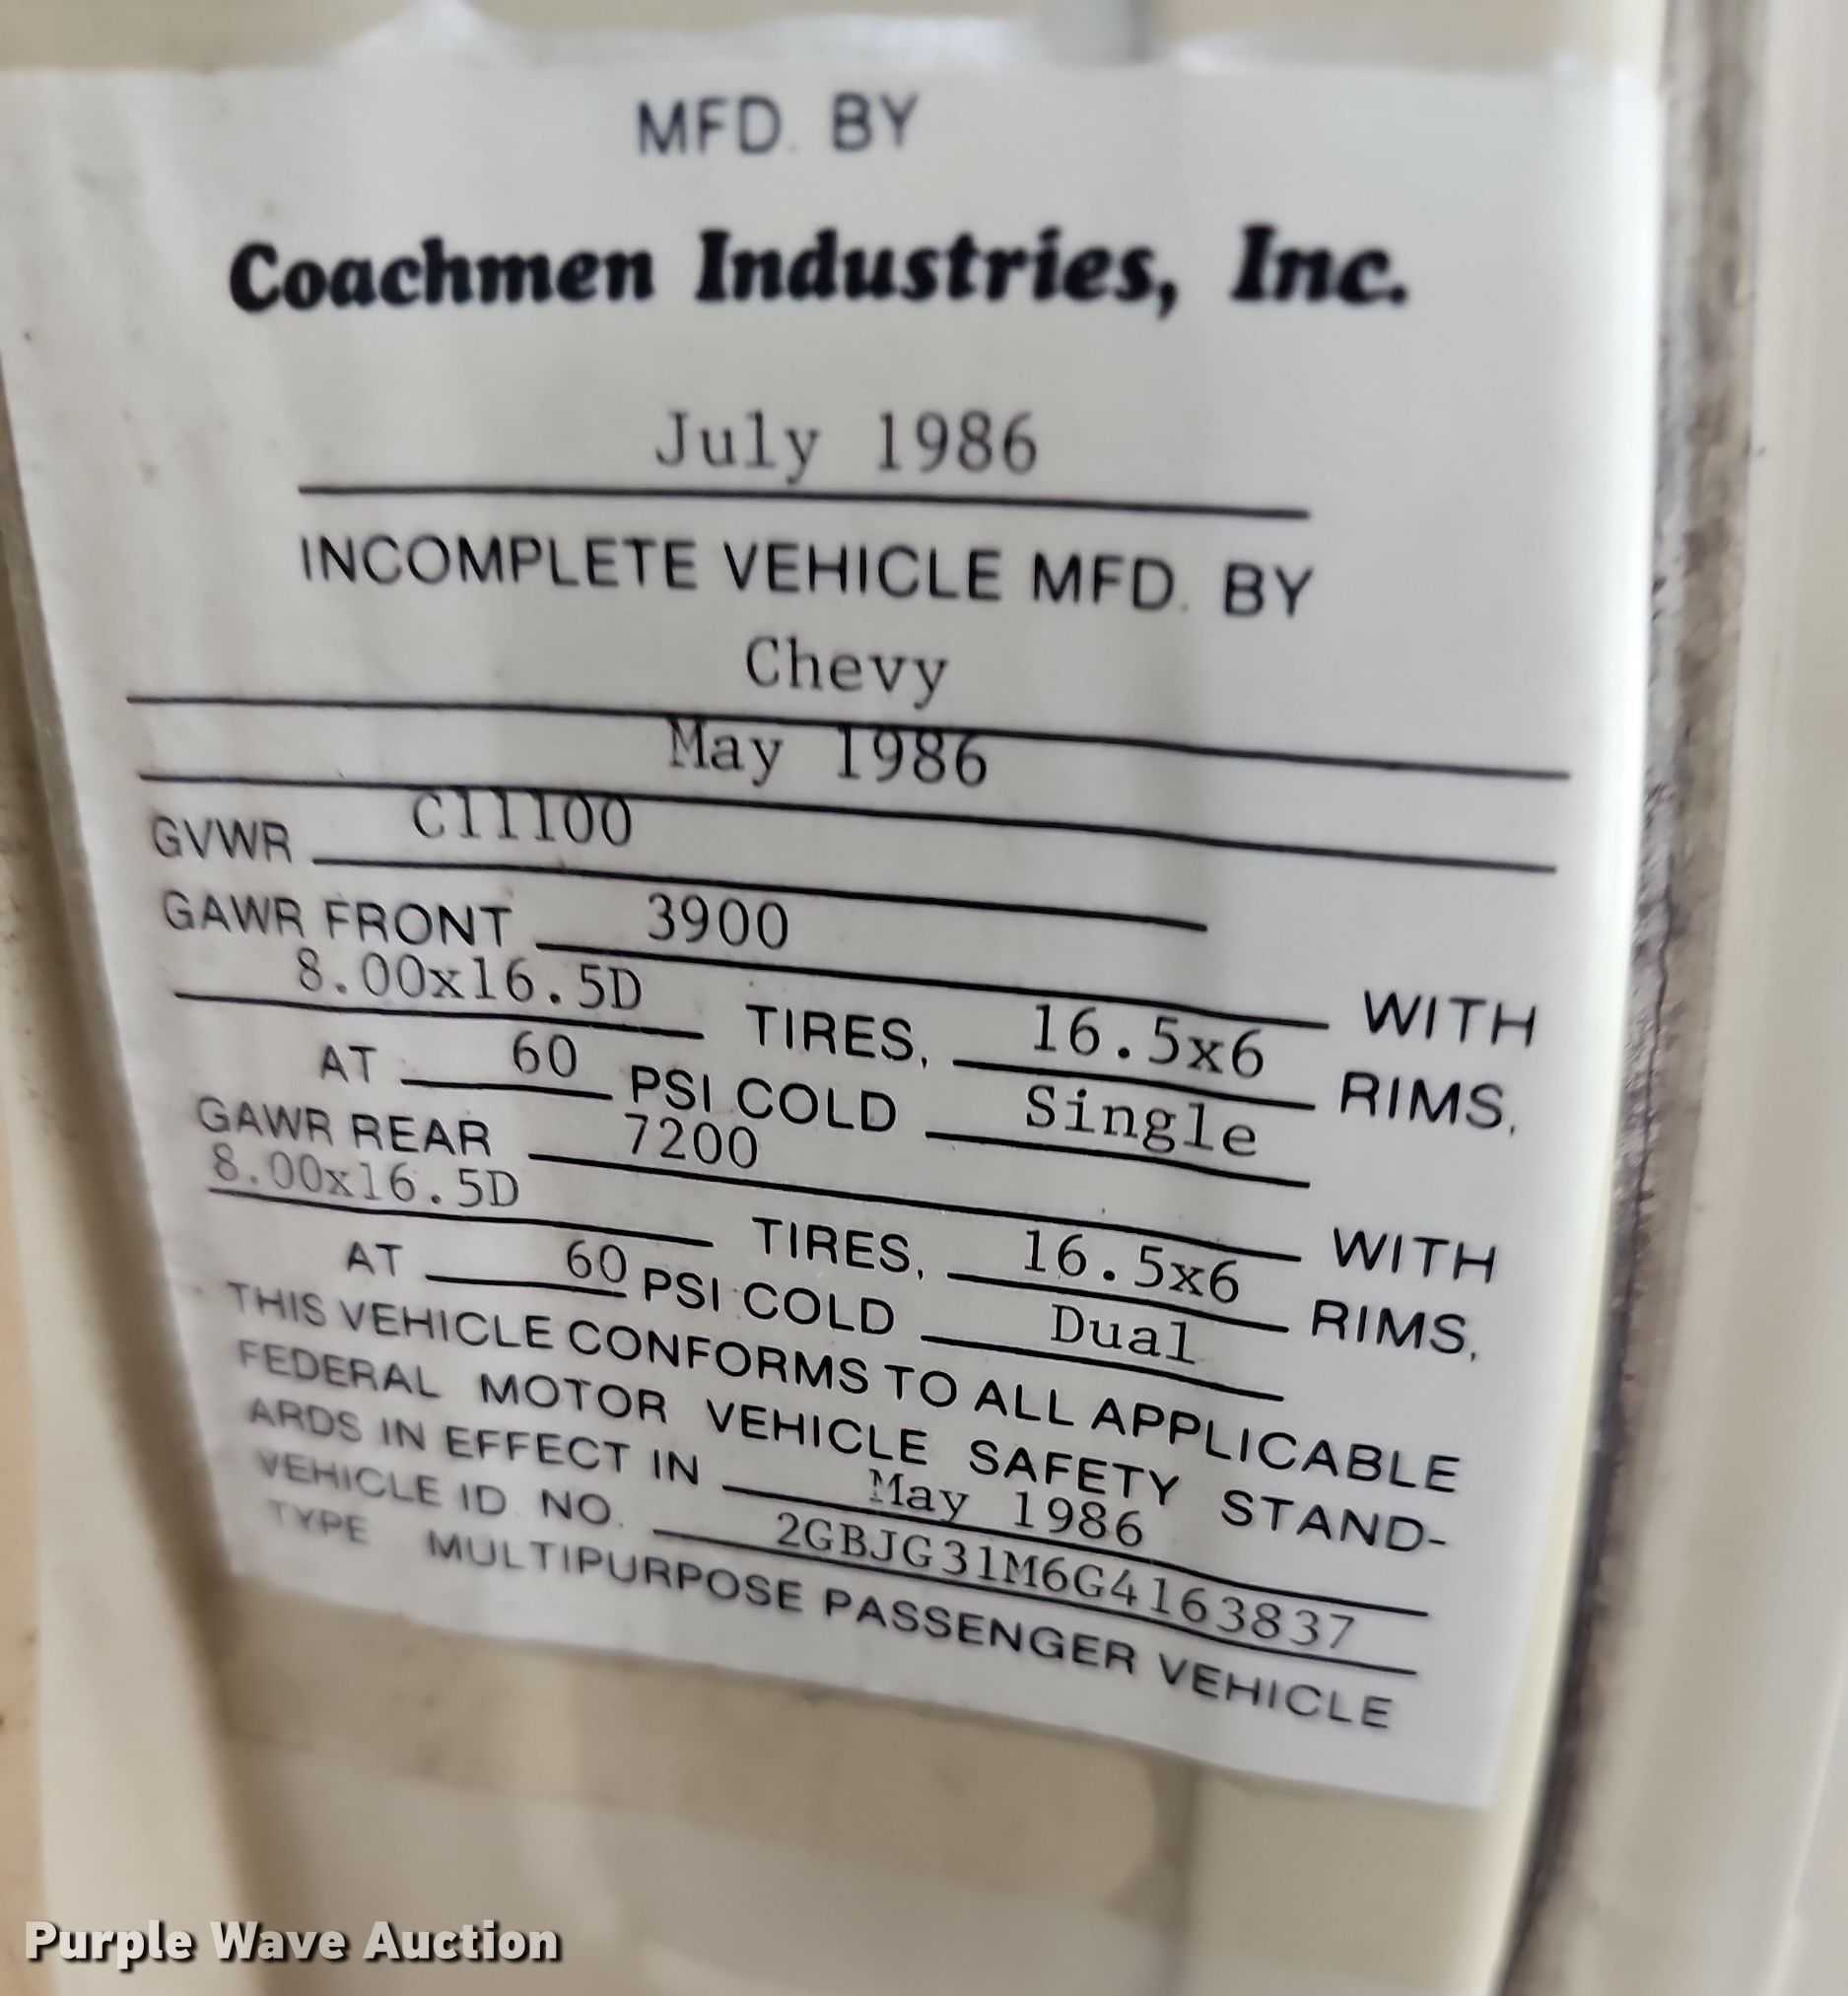 MFD. BY
Coachmen Industries, Inc.
July 1986
INCOMPLETE VEHICLE MFD. BY
Chevy
May 1986
GVWR C11100
GAWR FRONT 3900 WITH
8.00x16.5D TIRES, 16.5x6 RIMS,
AT 60 PSI COLD Single
GAWR REAR 7200 WITH
8.00x16.5D TIRES, 16.5x6 RIMS,
AT 60 PSI COLD Dual
THIS VEHICLE CONFORMS TO ALL APPLICABLE
FEDERAL MOTOR VEHICLE SAFETY STAND-
ARDS IN EFFECT IN May 1986
VEHICLE ID. NO. 2GBJG31M6G4163837
TYPE MULTIPURPOSE PASSENGER VEHICLE
Purple Wave Auction